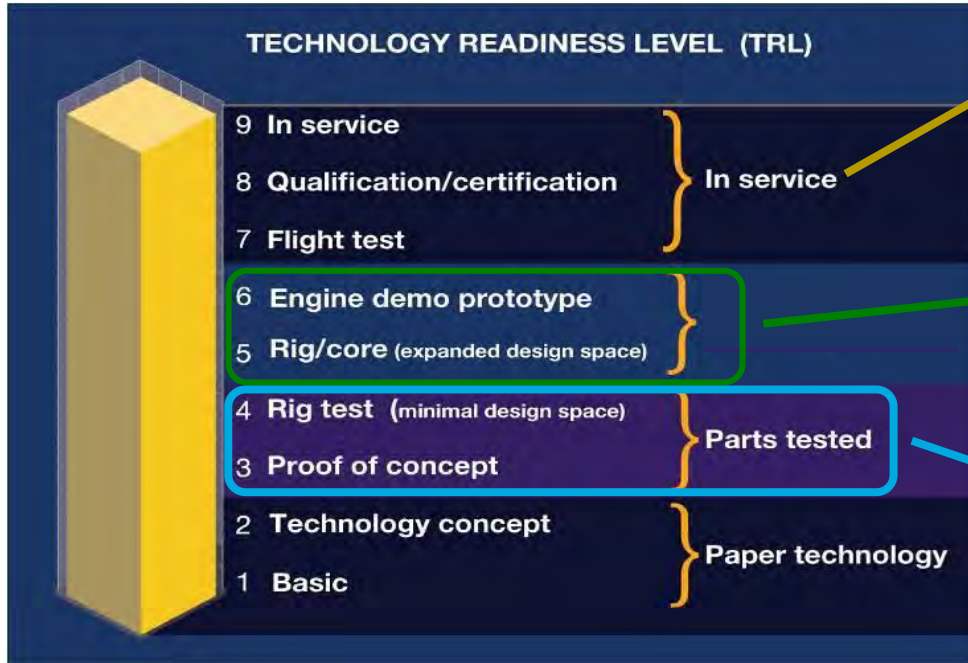 TECHNOLOGY READINESS LEVEL (TRL)
9 In service
8 Qualification/certification
In service
7 Flight test
6 Engine demo prototype
5 Rig/core (expanded design space)
4 Rig test (minimal design space)
Parts tested
3 Proof of concept
2 Technology concept
Paper technology
1 Basic